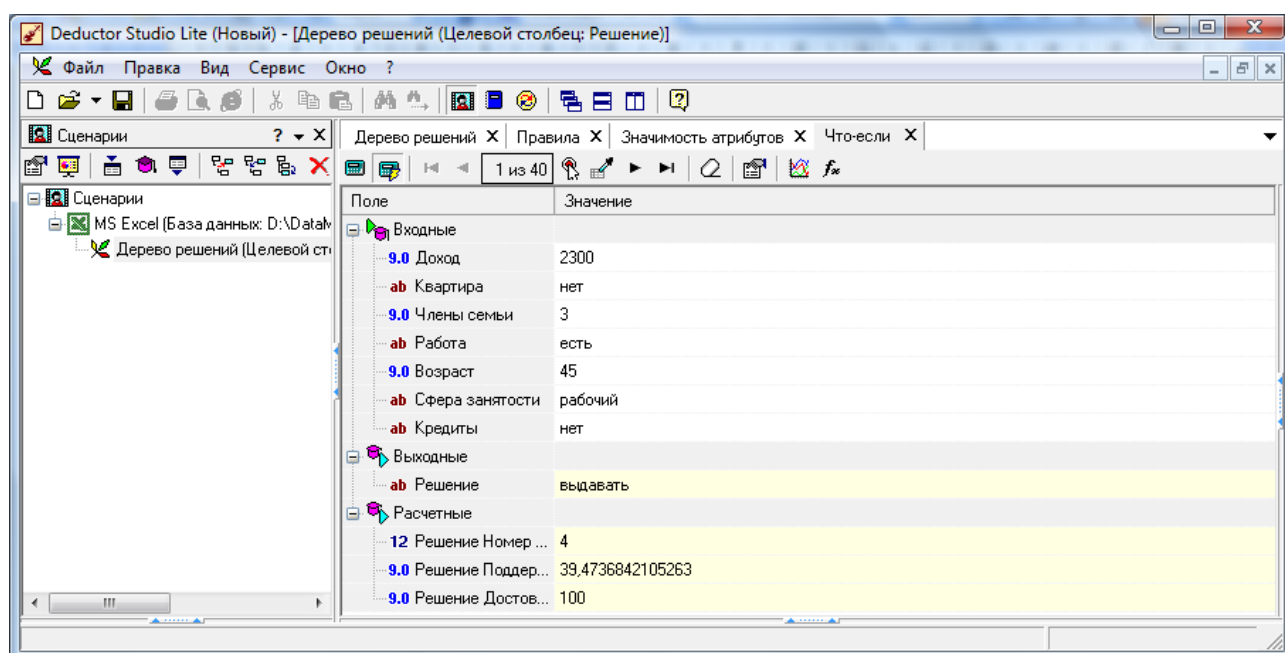 Deductor Studio Lite (Новый) - [Дерево решений (Целевой столбец: Решение)]
Файл Правка Вид Сервис Окно ?
Сценарии ?
Дерево решений X Правила X Значимость атрибутов X Что-если X
1 из 40
Сценарии
MS Excel (База данных: D:\DataM
Дерево решений (Целевой сто
Поле Значение
Входные
9.0 Доход 2300
ab Квартира нет
9.0 Члены семьи 3
ab Работа есть
9.0 Возраст 45
ab Сфера занятости рабочий
ab Кредиты нет
Выходные
ab Решение выдавать
Расчетные
12 Решение Номер ... 4
9.0 Решение Поддер... 39,4736842105263
9.0 Решение Достов... 100